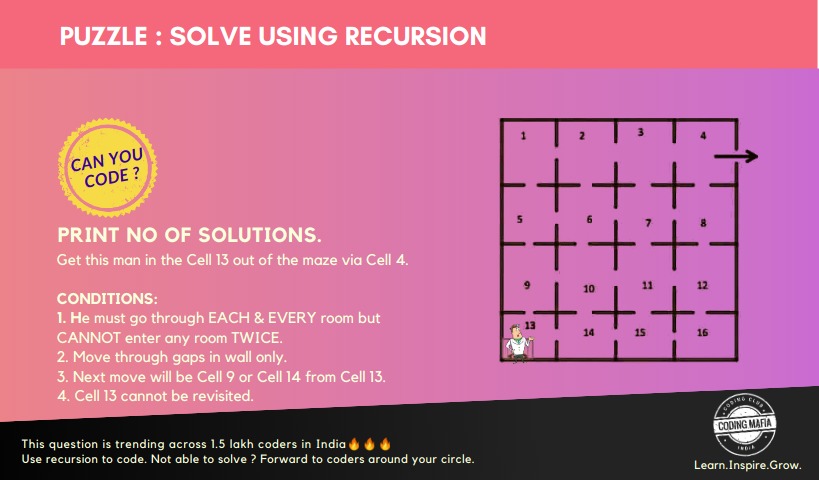 PUZZLE : SOLVE USING RECURSION
CAN YOU
CODE ?
PRINT NO OF SOLUTIONS.
Get this man in the Cell 13 out of the maze via Cell 4.
CONDITIONS:
1. He must go through EACH & EVERY room but
CANNOT enter any room TWICE.
2. Move through gaps in wall only.
3. Next move will be Cell 9 or Cell 14 from Cell 13.
4. Cell 13 cannot be revisited.
1 2 3 4
5 6 7 8
9 10 11 12
13 14 15 16
This question is trending across 1.5 lakh coders in India🔥🔥🔥
Use recursion to code. Not able to solve ? Forward to coders around your circle.
CODING CLUB
CODING MAFIA
INDIA
Learn.Inspire.Grow.